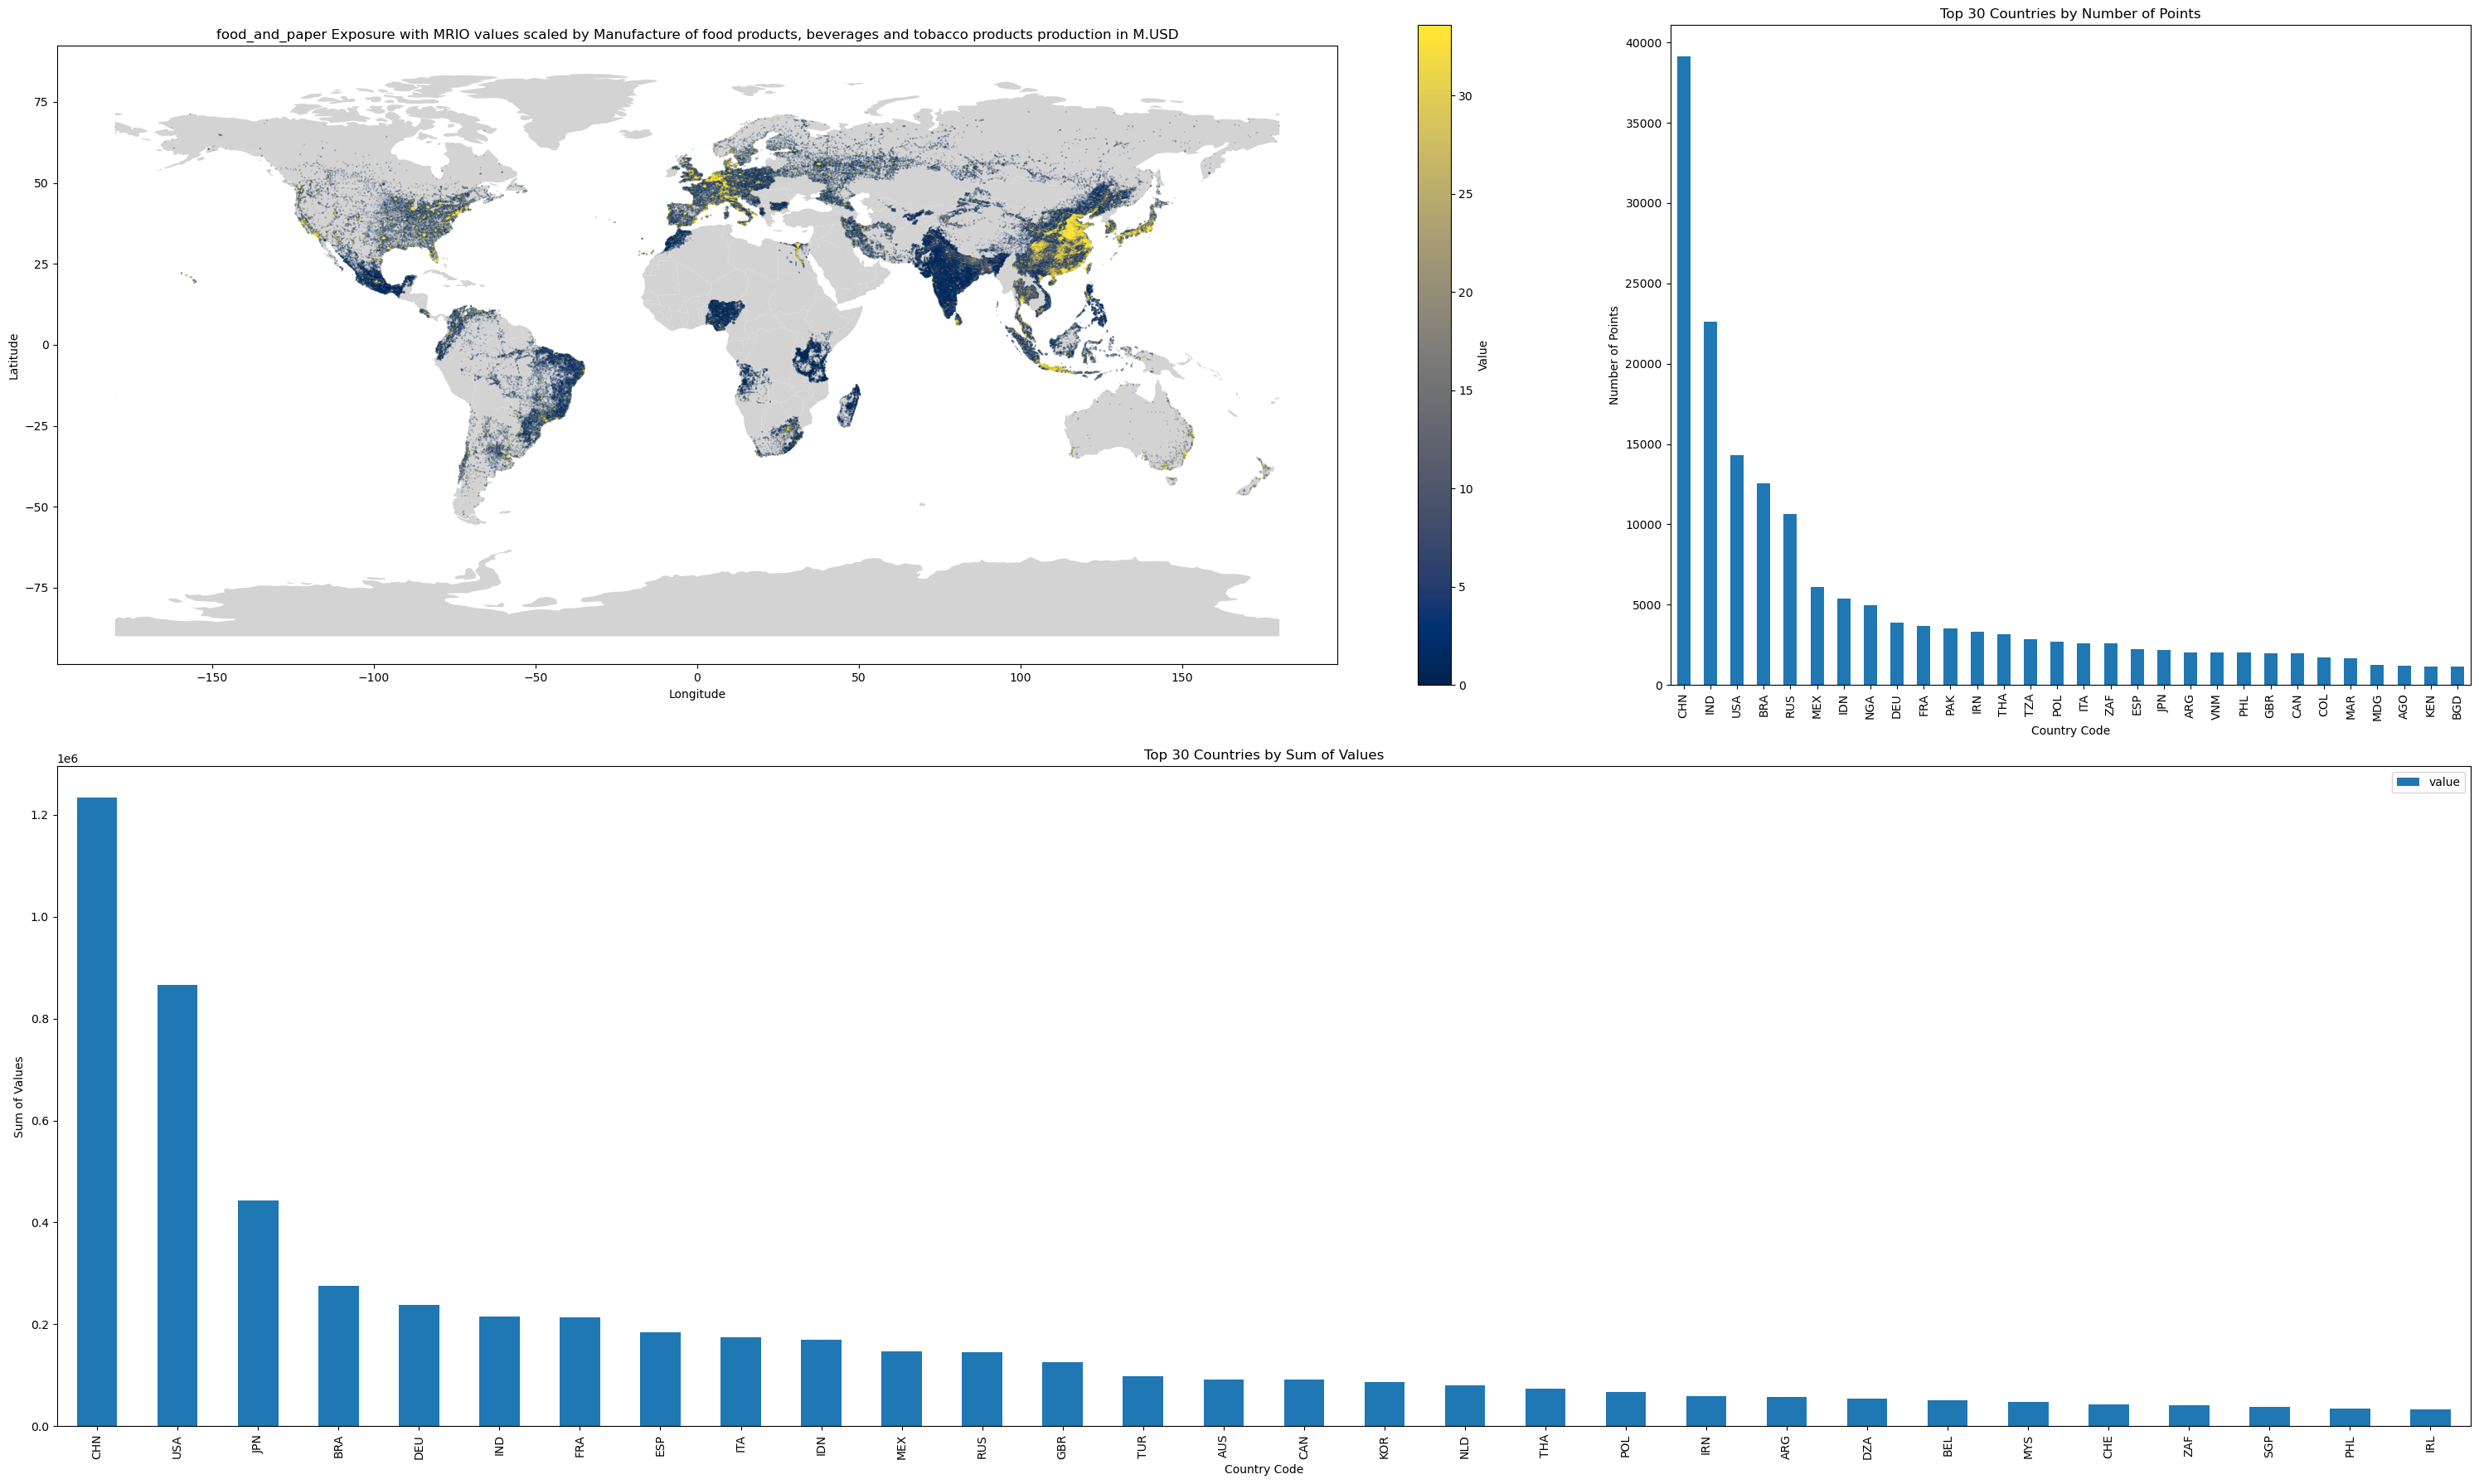 food_and_paper Exposure with MRIO values scaled by Manufacture of food products, beverages and tobacco products production in M.USD
75
50
25
0
−25
−50
−75
Latitude
−150
−100
−50
0
50
100
150
Longitude
30
25
20
15
10
5
0
Value
Top 30 Countries by Number of Points
40000
35000
30000
25000
20000
15000
10000
5000
0
Number of Points
CHN
IND
USA
BRA
RUS
MEX
IDN
NGA
DEU
FRA
PAK
IRN
THA
TZA
POL
ITA
ZAF
ESP
JPN
ARG
VNM
PHL
GBR
CAN
COL
MAR
MDG
AGO
KEN
BGD
Country Code
Top 30 Countries by Sum of Values
1e6
value
1.2
1.0
0.8
0.6
0.4
0.2
0.0
Sum of Values
CHN
USA
JPN
BRA
DEU
IND
FRA
ESP
ITA
IDN
MEX
RUS
GBR
TUR
AUS
CAN
KOR
NLD
THA
POL
IRN
ARG
DZA
BEL
MYS
CHE
ZAF
SGP
PHL
IRL
Country Code